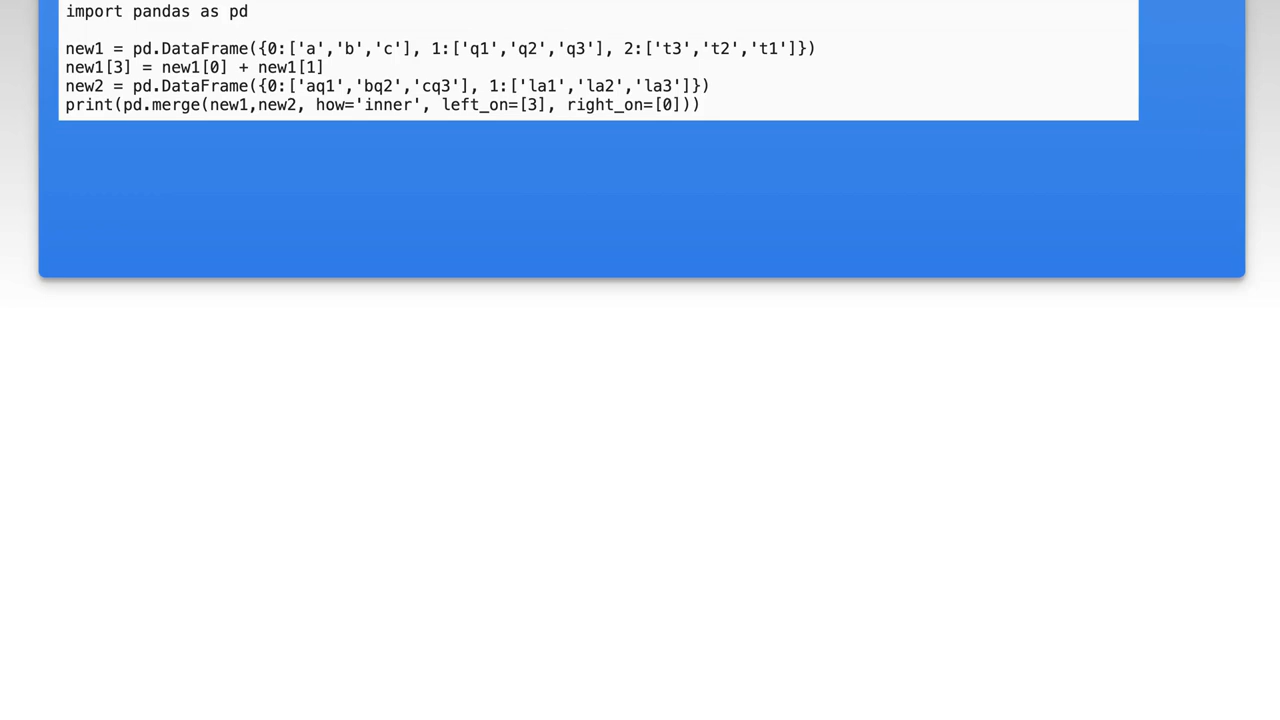 import pandas as pd
new1 = pd.DataFrame({0:['a','b','c'], 1:['q1','q2','q3'], 2:['t3','t2','t1']})
new1[3] = new1[0] + new1[1]
new2 = pd.DataFrame({0:['aq1','bq2','cq3'], 1:['la1','la2','la3']})
print(pd.merge(new1,new2, how='inner', left_on=[3], right_on=[0]))